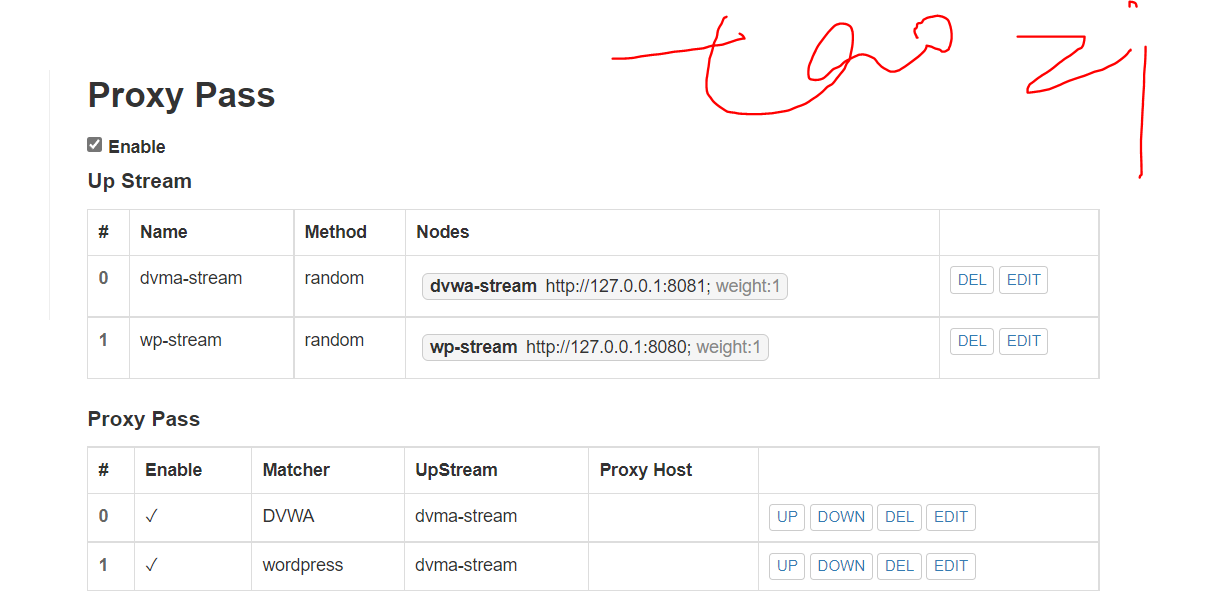 tao zj
Proxy Pass
✓ Enable
Up Stream
# Name Method Nodes
0 dvma-stream random dvwa-stream http://127.0.0.1:8081; weight:1 DEL EDIT
1 wp-stream random wp-stream http://127.0.0.1:8080; weight:1 DEL EDIT
Proxy Pass
# Enable Matcher UpStream Proxy Host
0 ✓ DVWA dvma-stream UP DOWN DEL EDIT
1 ✓ wordpress dvma-stream UP DOWN DEL EDIT